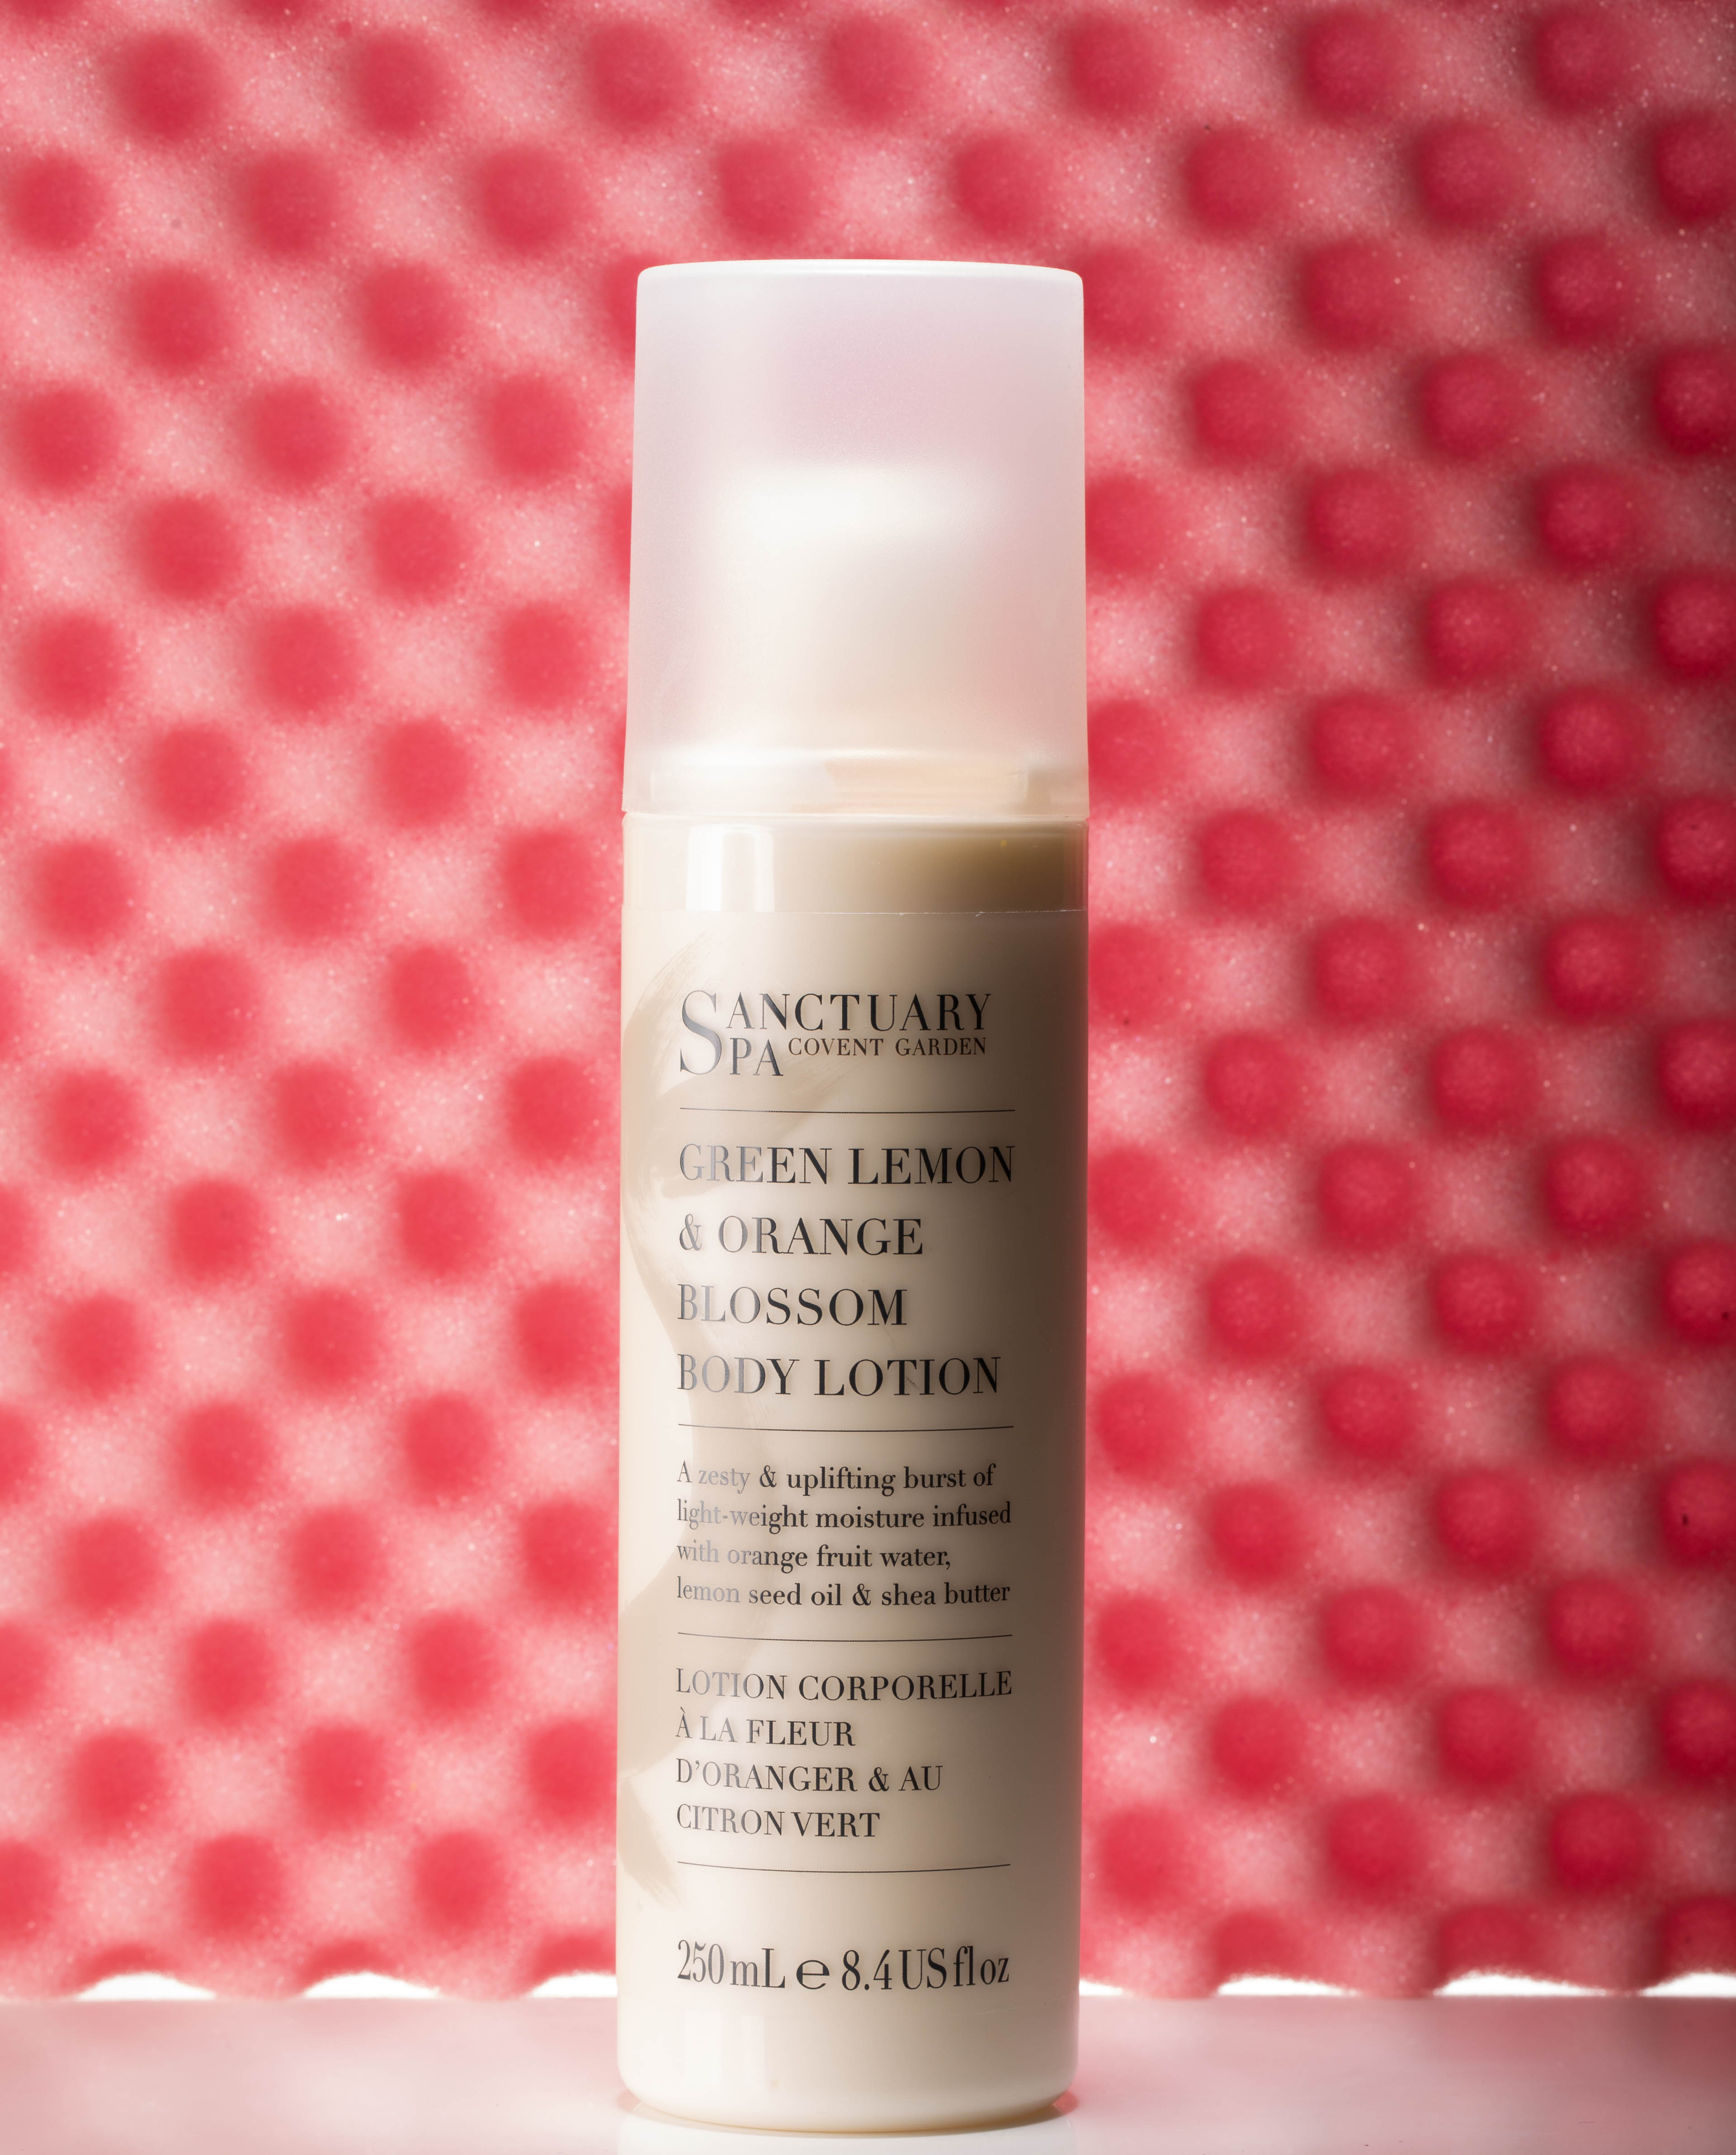 SANCTUARY
SPA COVENT GARDEN
GREEN LEMON
& ORANGE
BLOSSOM
BODY LOTION
A zesty & uplifting burst of
light-weight moisture infused
with orange fruit water,
lemon seed oil & shea butter
LOTION CORPORELLE
À LA FLEUR
D'ORANGER & AU
CITRON VERT
250mL ℮ 8.4 US fl oz